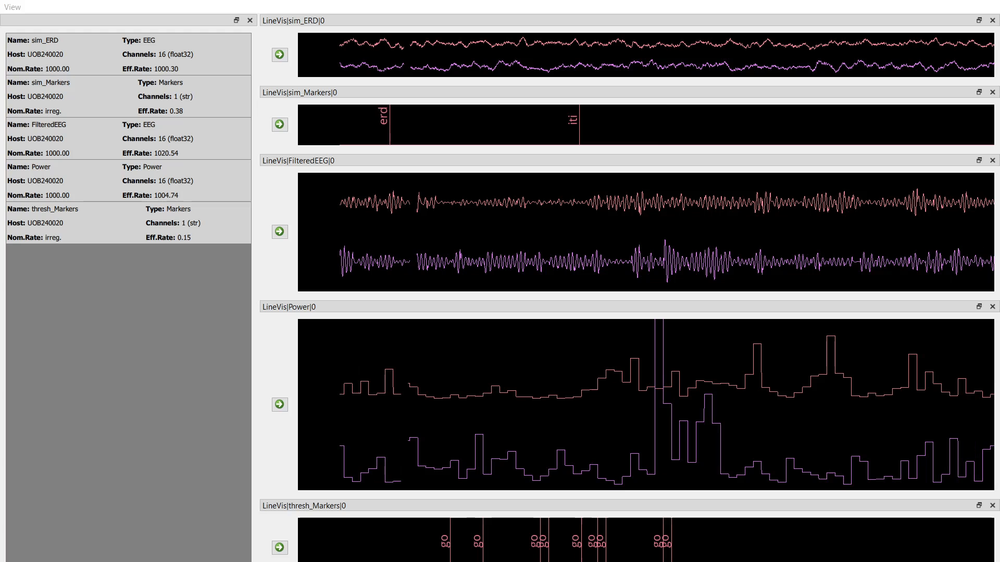 View
Name: sim_ERD Type: EEG
Host: UOB240020 Channels: 16 (float32)
Nom.Rate: 1000.00 Eff.Rate: 1000.30
Name: sim_Markers Type: Markers
Host: UOB240020 Channels: 1 (str)
Nom.Rate: irreg. Eff.Rate: 0.38
Name: FilteredEEG Type: EEG
Host: UOB240020 Channels: 16 (float32)
Nom.Rate: 1000.00 Eff.Rate: 1020.54
Name: Power Type: Power
Host: UOB240020 Channels: 16 (float32)
Nom.Rate: 1000.00 Eff.Rate: 1004.74
Name: thresh_Markers Type: Markers
Host: UOB240020 Channels: 1 (str)
Nom.Rate: irreg. Eff.Rate: 0.15
LineVis|sim_ERD|0
LineVis|sim_Markers|0
erd
iti
LineVis|FilteredEEG|0
LineVis|Power|0
LineVis|thresh_Markers|0
go
go
go
go
go
go
go
go
go